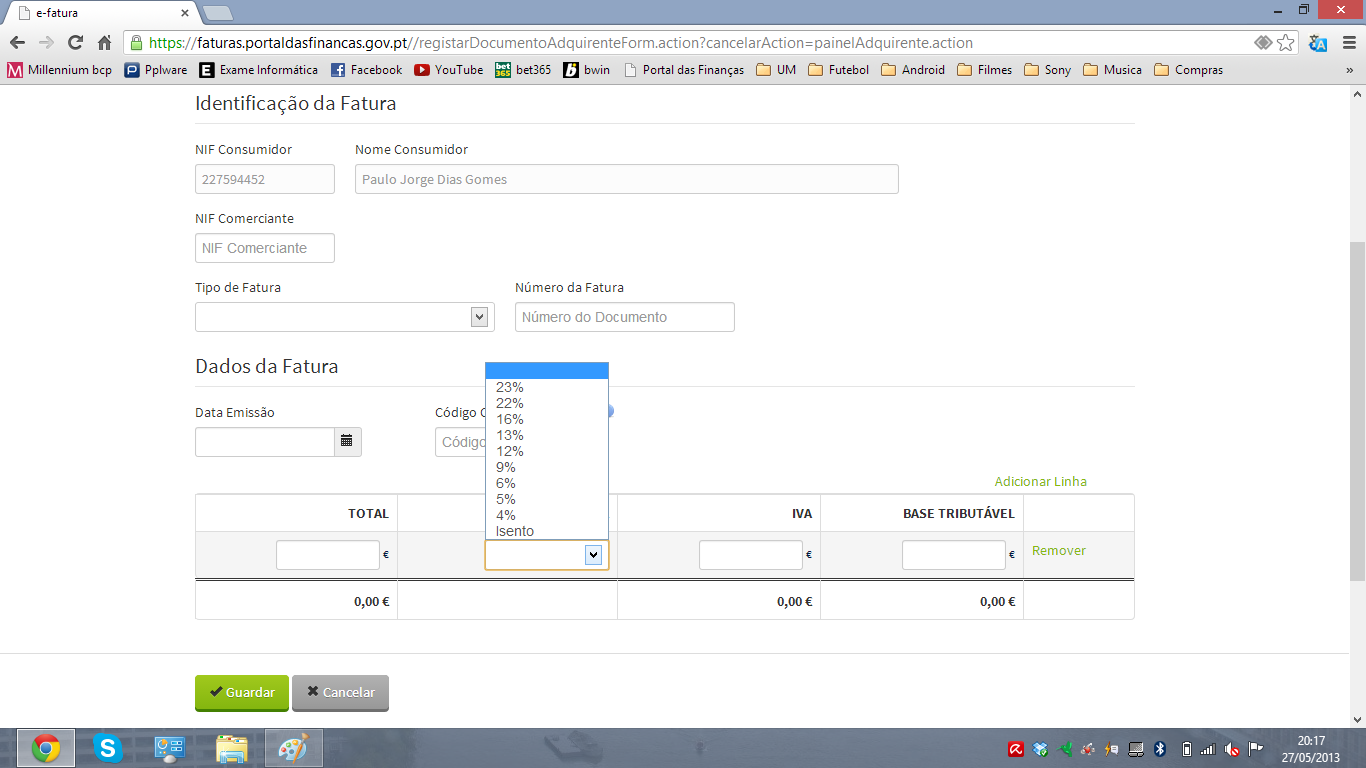 e-fatura
https://faturas.portaldasfinancas.gov.pt//registarDocumentoAdquirenteForm.action?cancelarAction=painelAdquirente.action
Millennium bcp Pplware Exame Informática Facebook YouTube bet365 bwin Portal das Finanças UM Futebol Android Filmes Sony Musica Compras »
Identificação da Fatura
NIF Consumidor Nome Consumidor
227594452 Paulo Jorge Dias Gomes
NIF Comerciante
NIF Comerciante
Tipo de Fatura Número da Fatura
Número do Documento
Dados da Fatura
23%
22%
16%
13%
12%
9%
6%
5%
4%
Isento
Data Emissão Código C
Código
Adicionar Linha
TOTAL IVA BASE TRIBUTÁVEL
€ € € Remover
0,00 € 0,00 € 0,00 €
Guardar Cancelar
20:17
27/05/2013